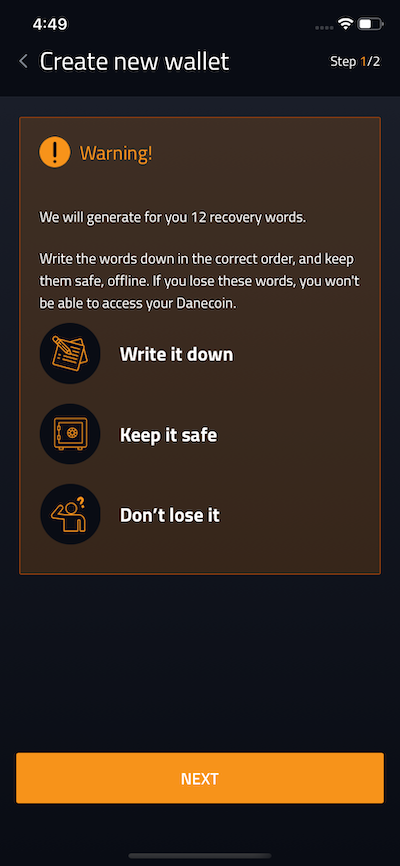 4:49
Create new wallet
Step 1/2
Warning!
We will generate for you 12 recovery words.
Write the words down in the correct order, and keep
them safe, offline. If you lose these words, you won't
be able to access your Danecoin.
Write it down
Keep it safe
Don't lose it
NEXT